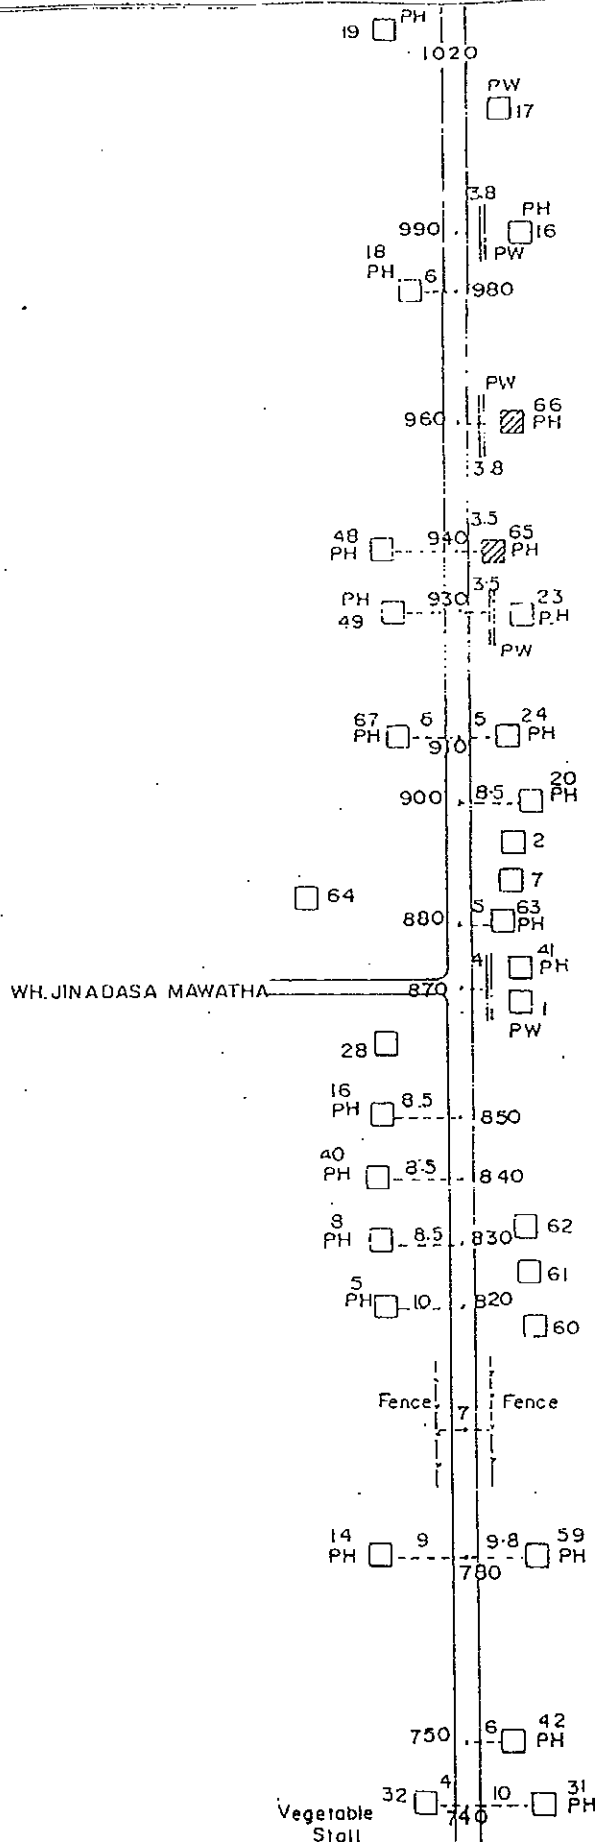 19 PH
1020
PW
17
3.8
PH
990 16
PW
18
PH 6
980
PW
66
960 PH
3.8
3.5
48 940 65
PH PH
3.5
PH 930 23
49 P.H
PW
67 6 5 24
PH PH
910
20
900 8.5 PH
2
7
64
5 63
880 PH
41
4 PH
WH. JINADASA MAWATHA 870
1
PW
28
16 8.5
PH 850
40 8.5
PH 840
8 8.5
PH 830 62
61
5
PH 10 820
60
Fence 7 Fence
14 9 9.8 59
PH PH
780
42
750 6 PH
32 4 10 31
PH
Vegetable 740
Stall